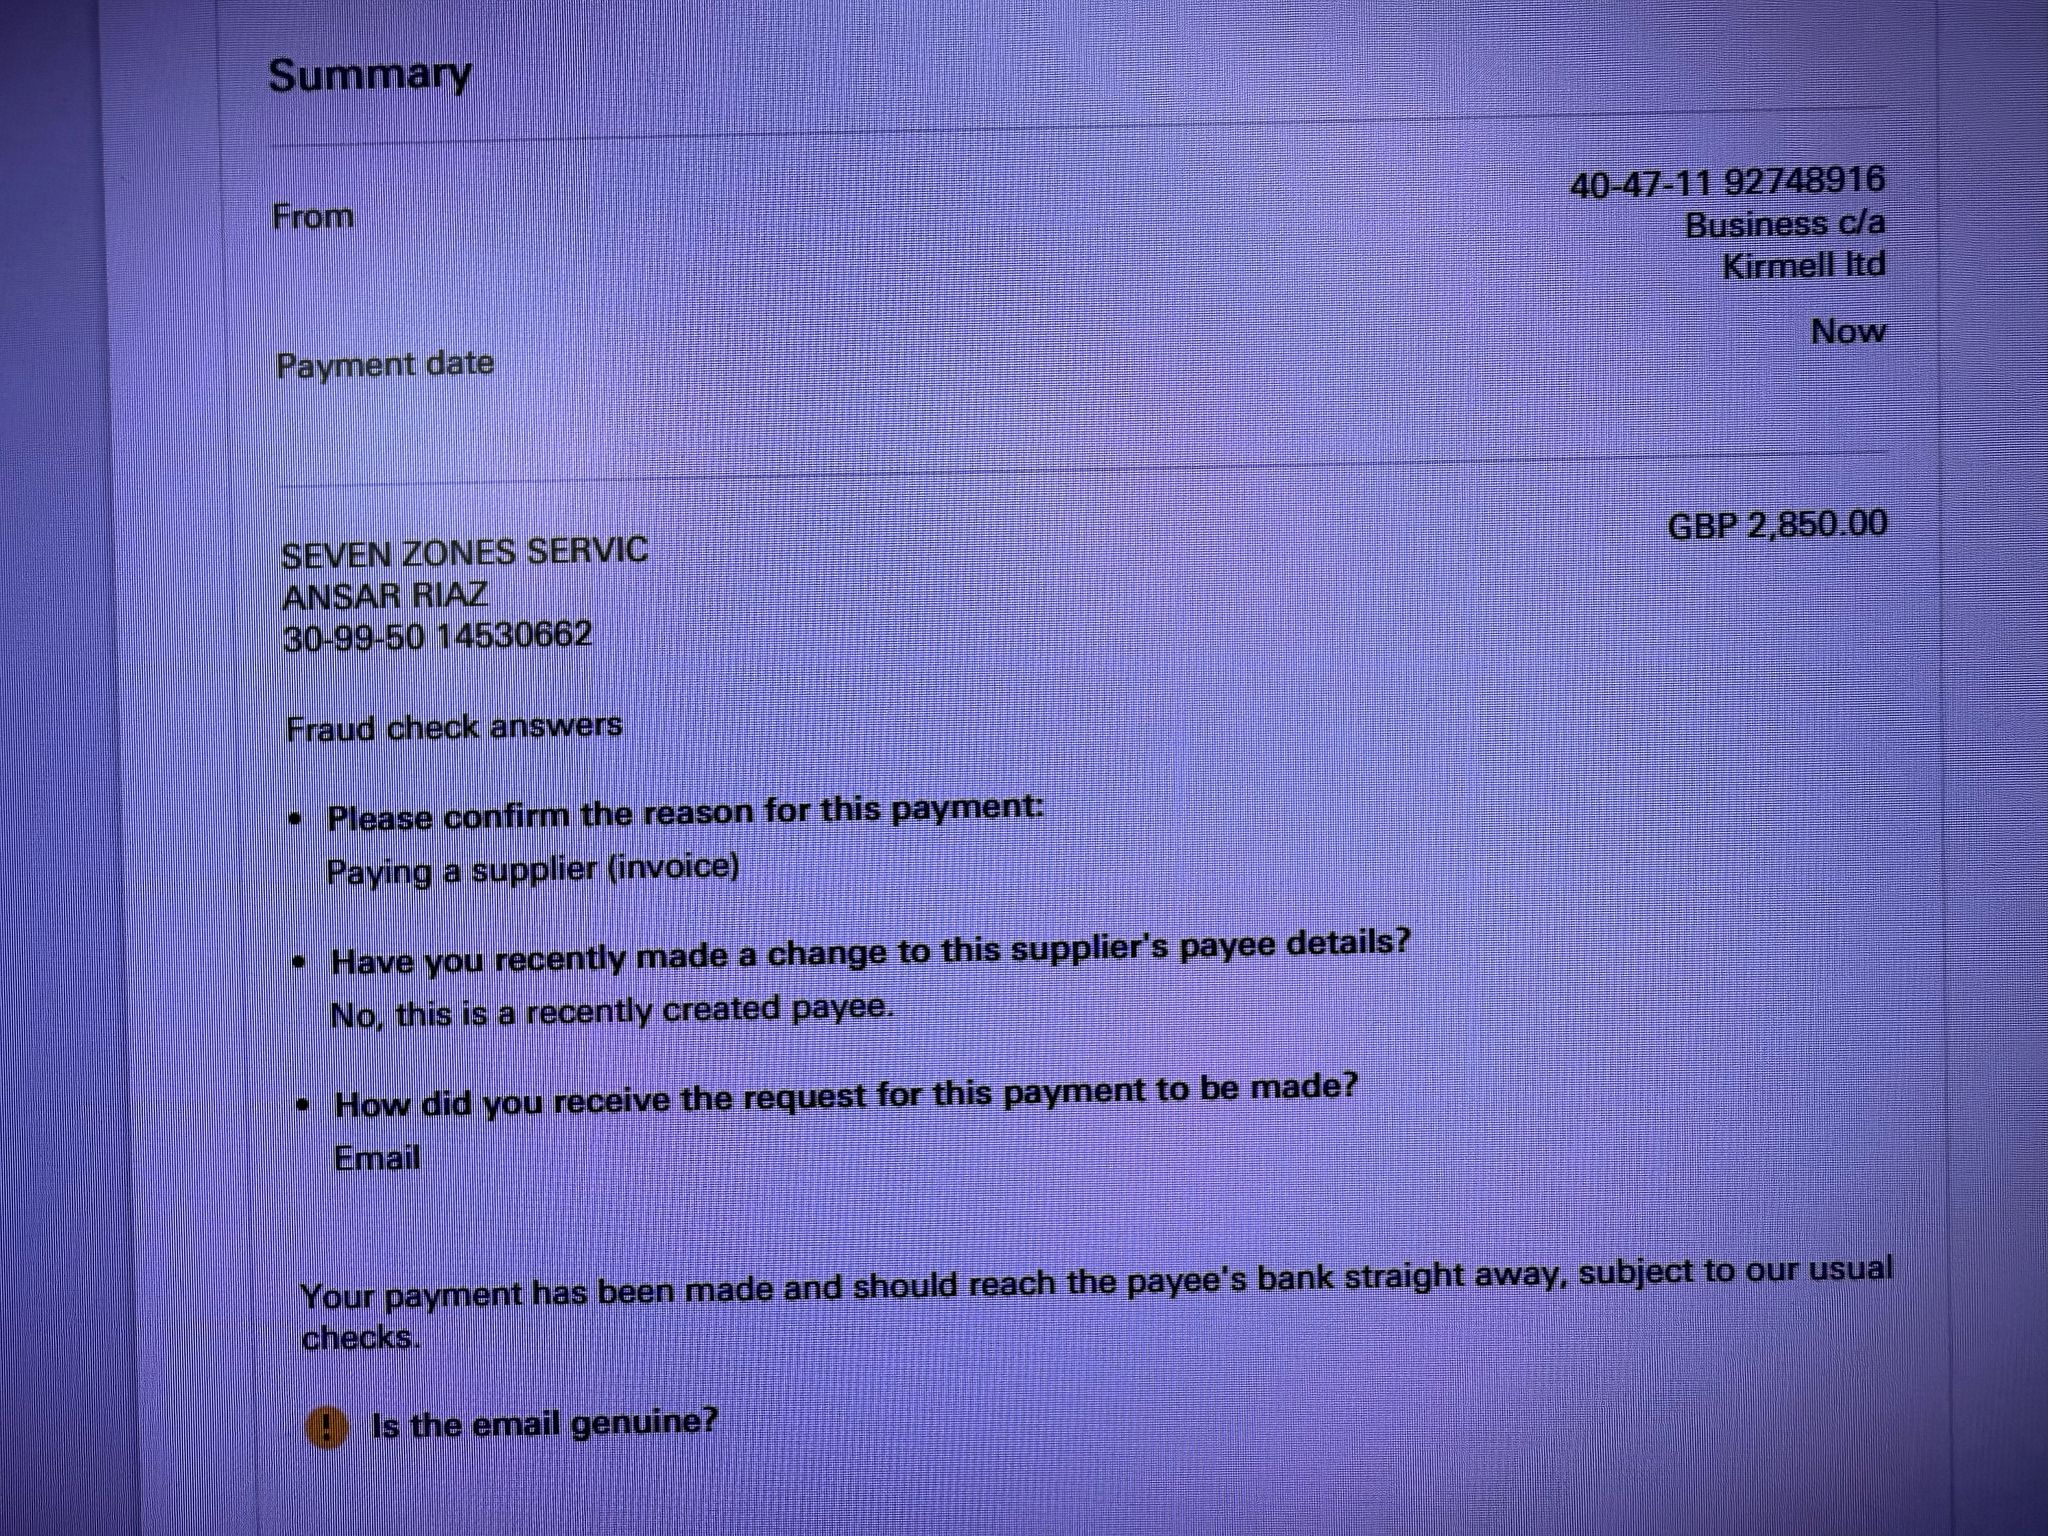 Summary
From
40-47-11 92748916
Business c/a
Kirmell ltd
Payment date
Now
SEVEN ZONES SERVIC
GBP 2,850.00
ANSAR RIAZ
30-99-50 14530662
Fraud check answers
• Please confirm the reason for this payment:
Paying a supplier (invoice)
• Have you recently made a change to this supplier's payee details?
No, this is a recently created payee.
• How did you receive the request for this payment to be made?
Email
Your payment has been made and should reach the payee's bank straight away, subject to our usual
checks.
! Is the email genuine?